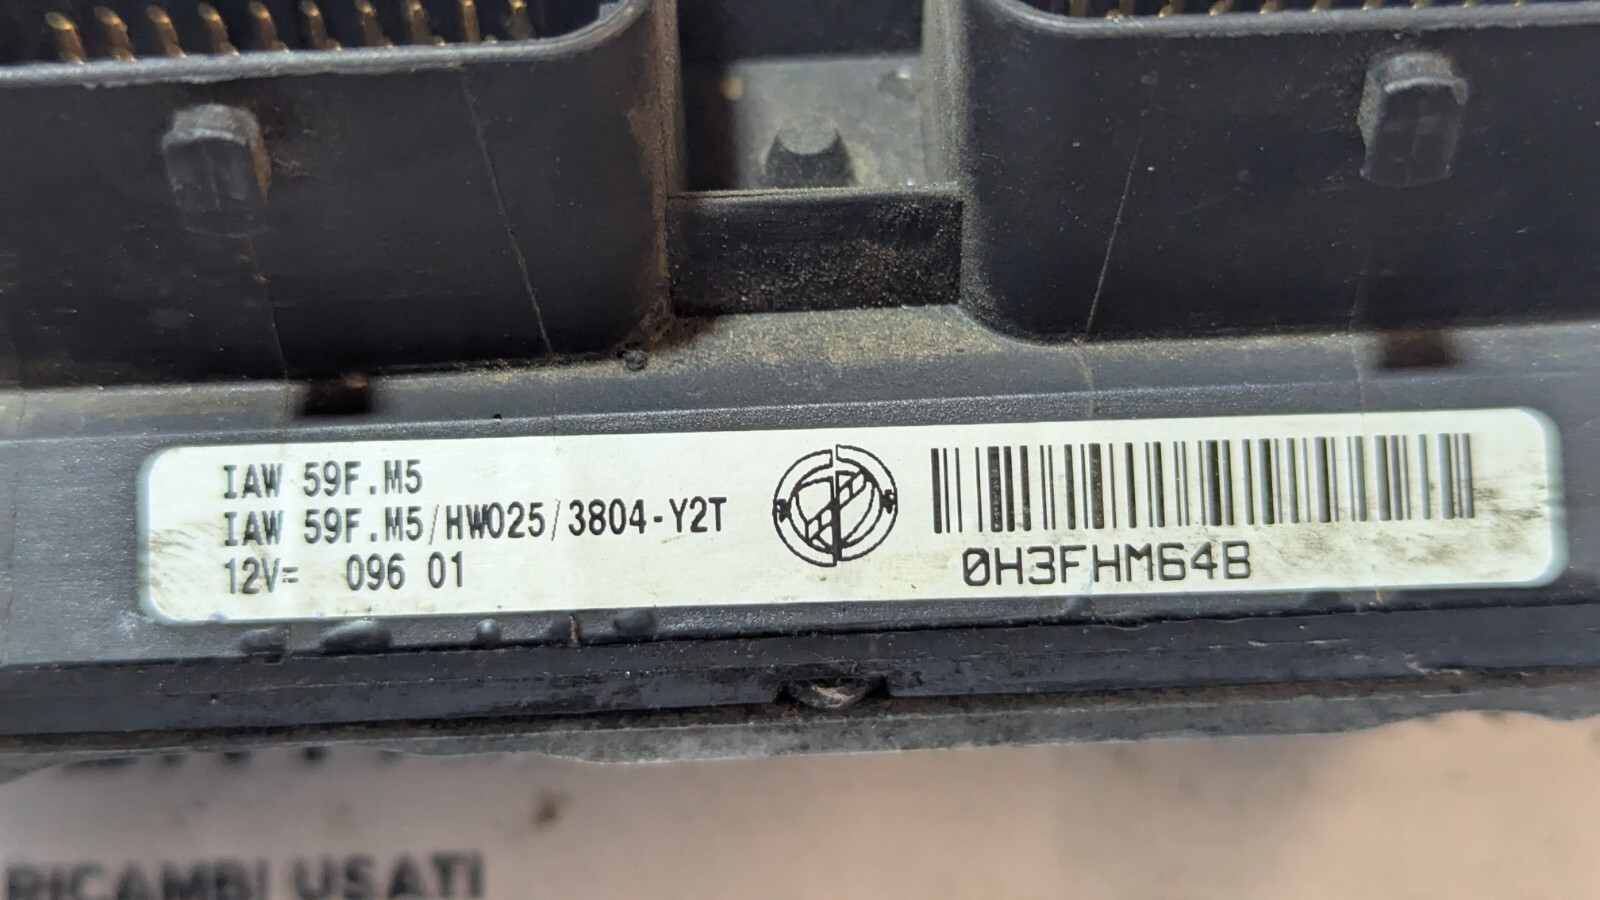 IAW 59F.M5
IAW 59F.M5/HW025/3804-Y2T
12V= 096 01
0H3FHM64B
RICAMBI USATI